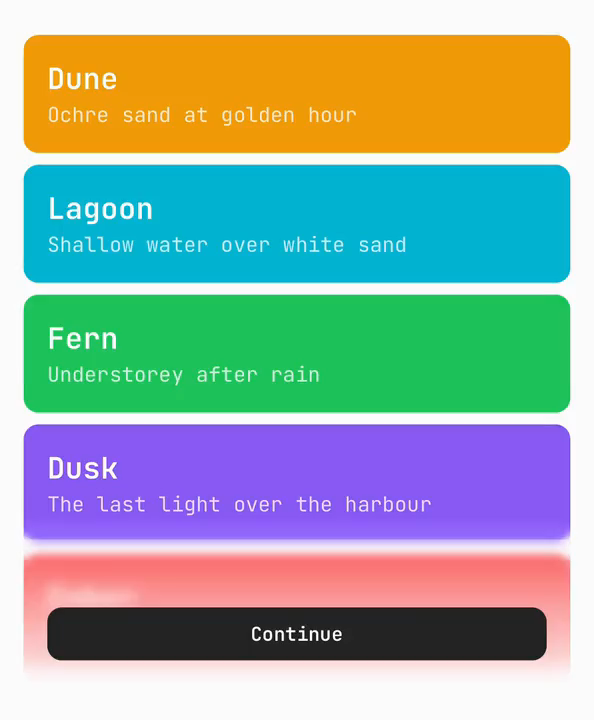 Dune
Ochre sand at golden hour
Lagoon
Shallow water over white sand
Fern
Understorey after rain
Dusk
The last light over the harbour
Continue